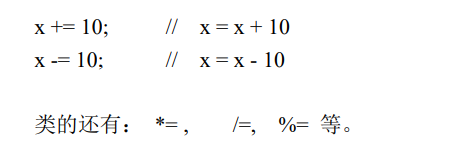 x += 10; // x = x + 10
x -= 10; // x = x - 10
类的还有： *= , /=, %= 等。